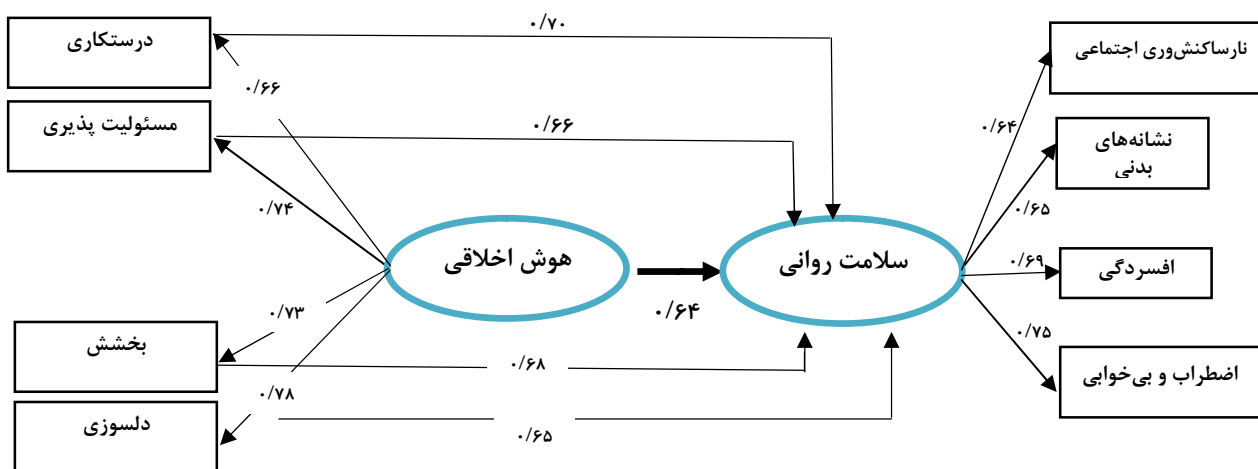 ۰/۷۰
درستکاری
نارساکنش‌وری اجتماعی
۰/۶۶
مسئولیت پذیری
۰/۶۶
۰/۶۴
نشانه‌های
بدنی
۰/۷۴
۰/۶۵
هوش اخلاقی
سلامت روانی
افسردگی
۰/۶۹
۰/۶۴
۰/۷۳
۰/۷۵
بخشش
۰/۶۸
اضطراب و بی‌خوابی
۰/۷۸
دلسوزی
۰/۶۵